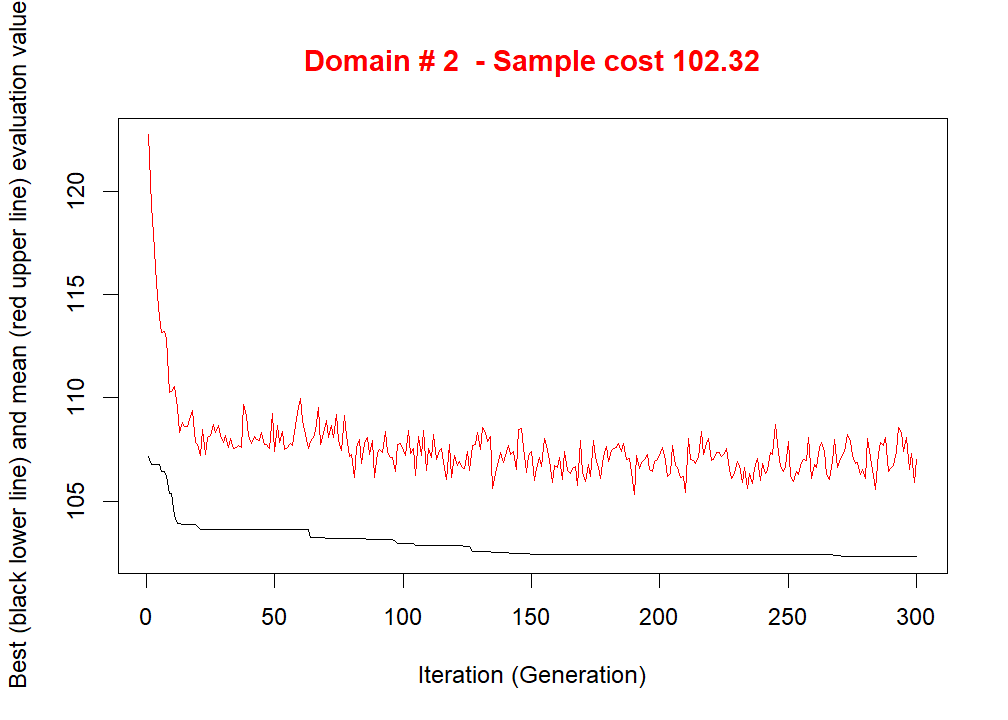 Domain # 2  - Sample cost 102.32
Best (black lower line) and mean (red upper line) evaluation value
120
115
110
105
0 50 100 150 200 250 300
Iteration (Generation)